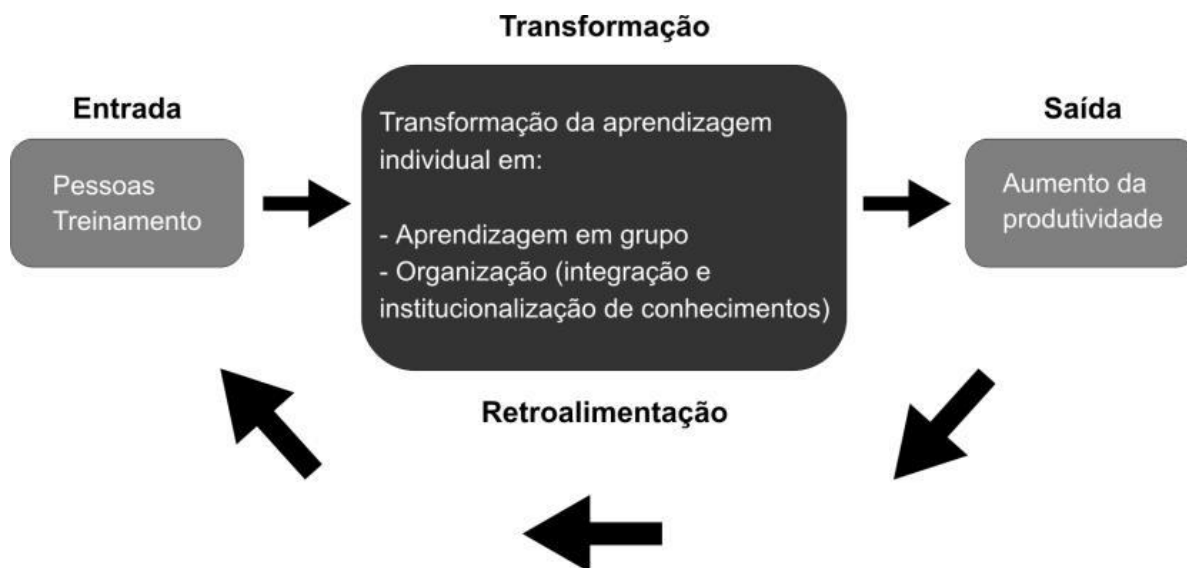 Transformação
Entrada
Pessoas
Treinamento
Transformação da aprendizagem
individual em:
- Aprendizagem em grupo
- Organização (integração e
institucionalização de conhecimentos)
Saída
Aumento da
produtividade
Retroalimentação